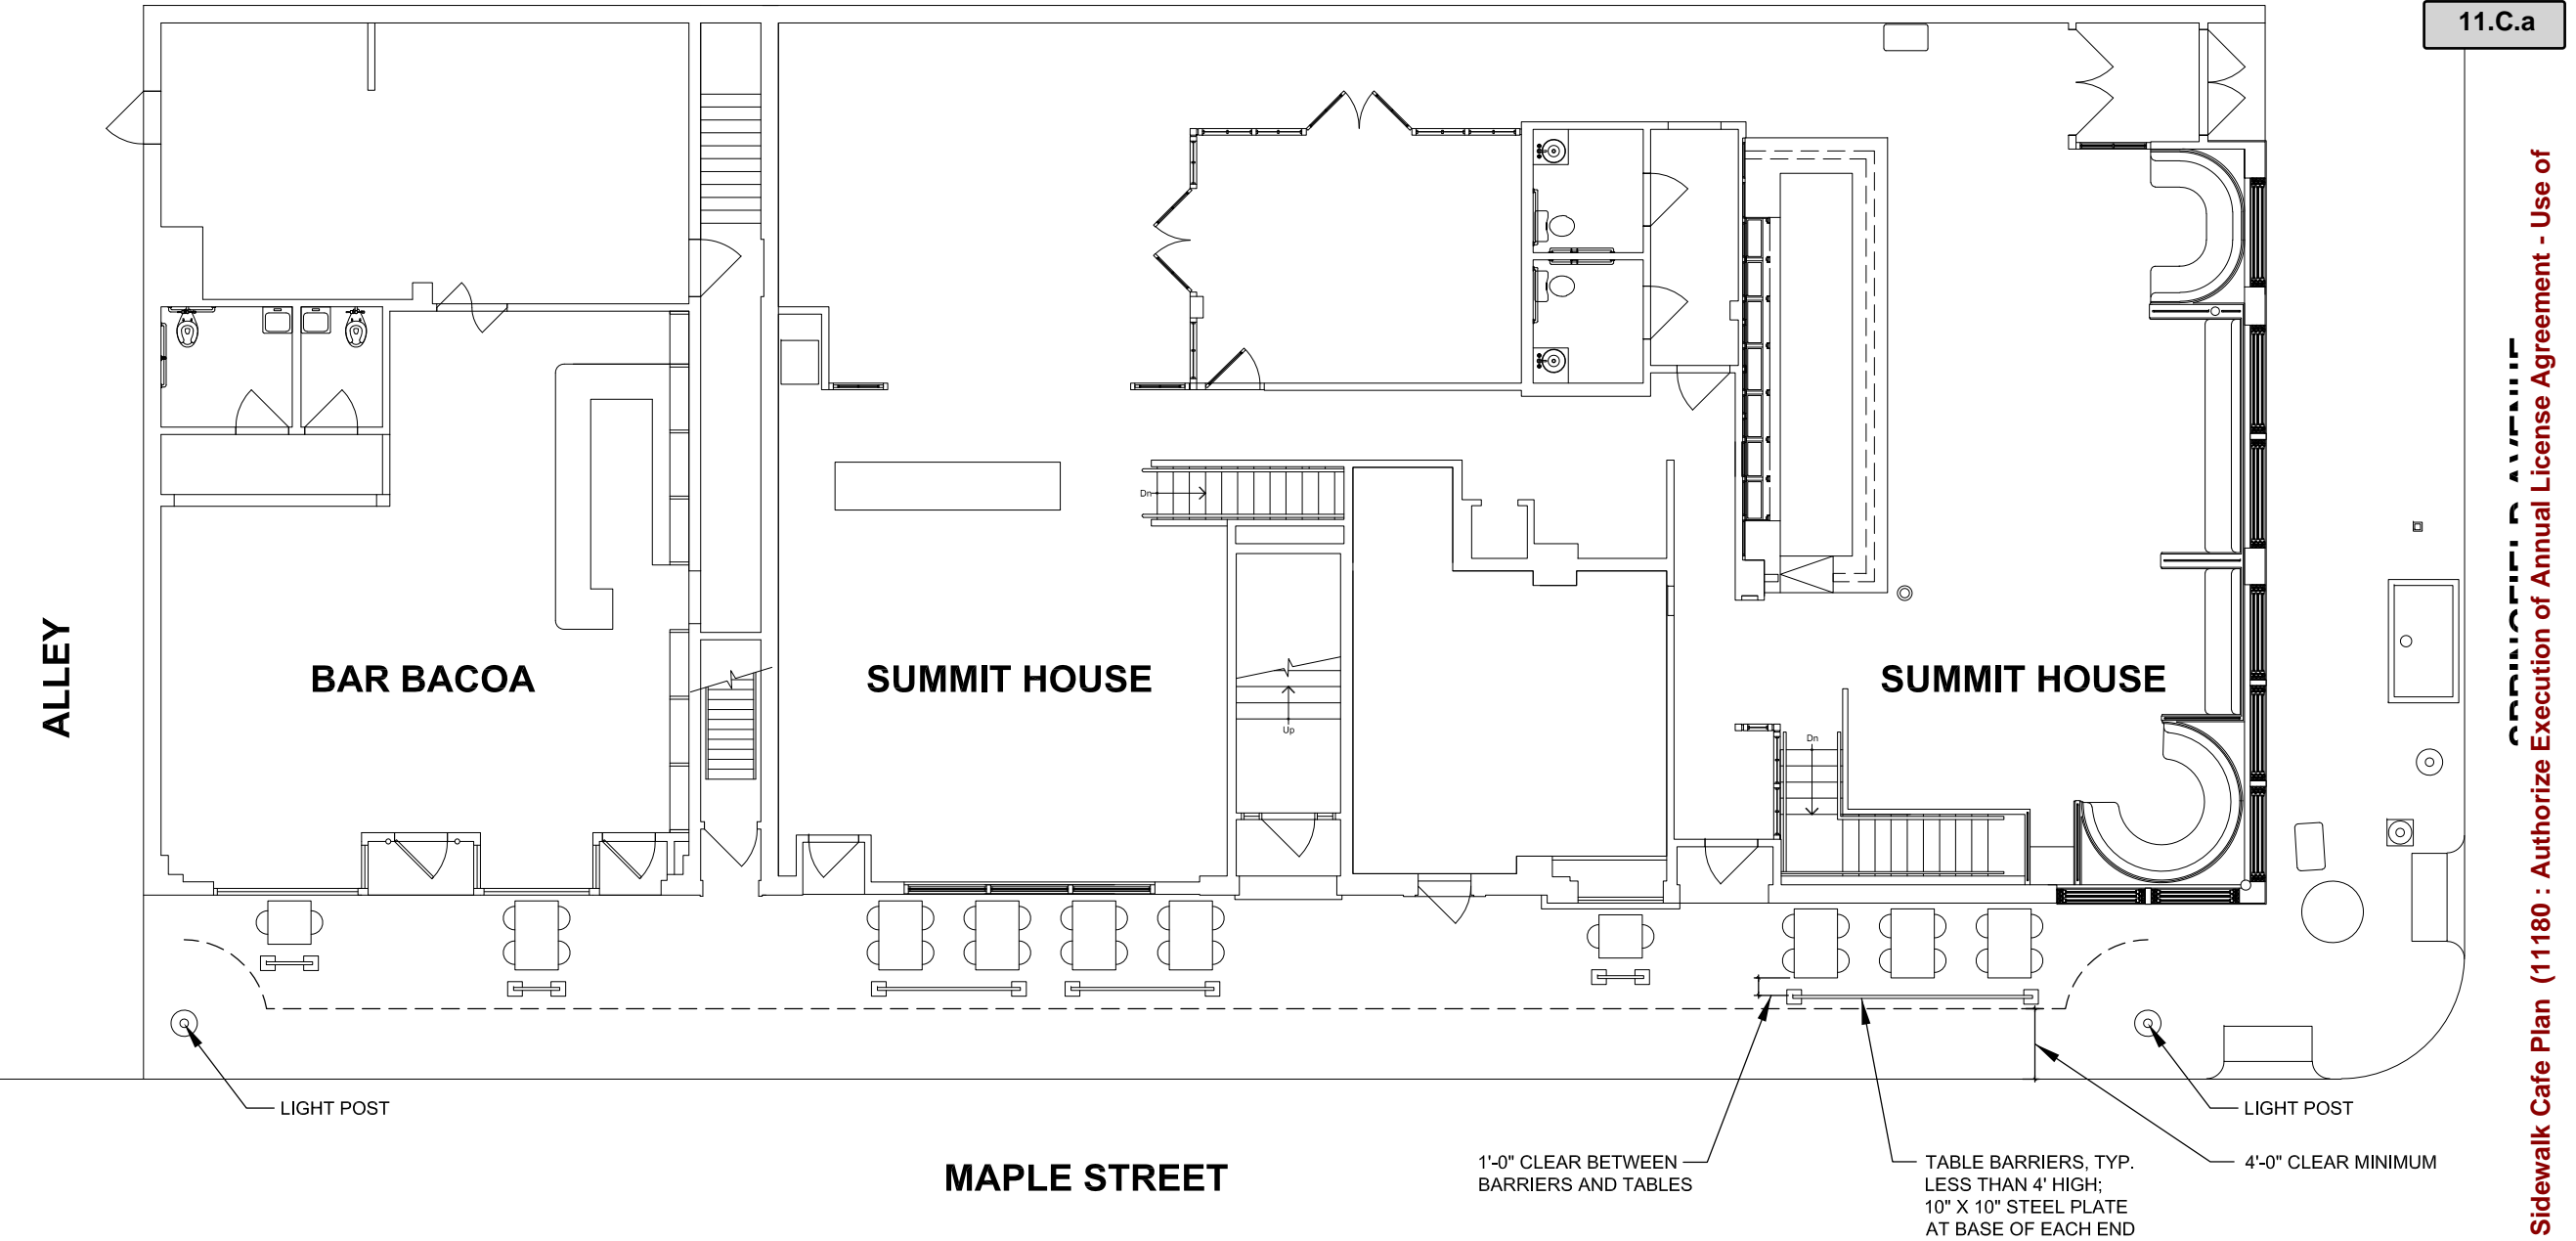 11.C.a
Sidewalk Cafe Plan (11180 : Authorize Execution of Annual License Agreement - Use of
ALLEY
BAR BACOA
SUMMIT HOUSE
SUMMIT HOUSE
Dn
Up
Dn
LIGHT POST
LIGHT POST
MAPLE STREET
1'-0" CLEAR BETWEEN
BARRIERS AND TABLES
TABLE BARRIERS, TYP.
LESS THAN 4' HIGH;
10" X 10" STEEL PLATE
AT BASE OF EACH END
4'-0" CLEAR MINIMUM